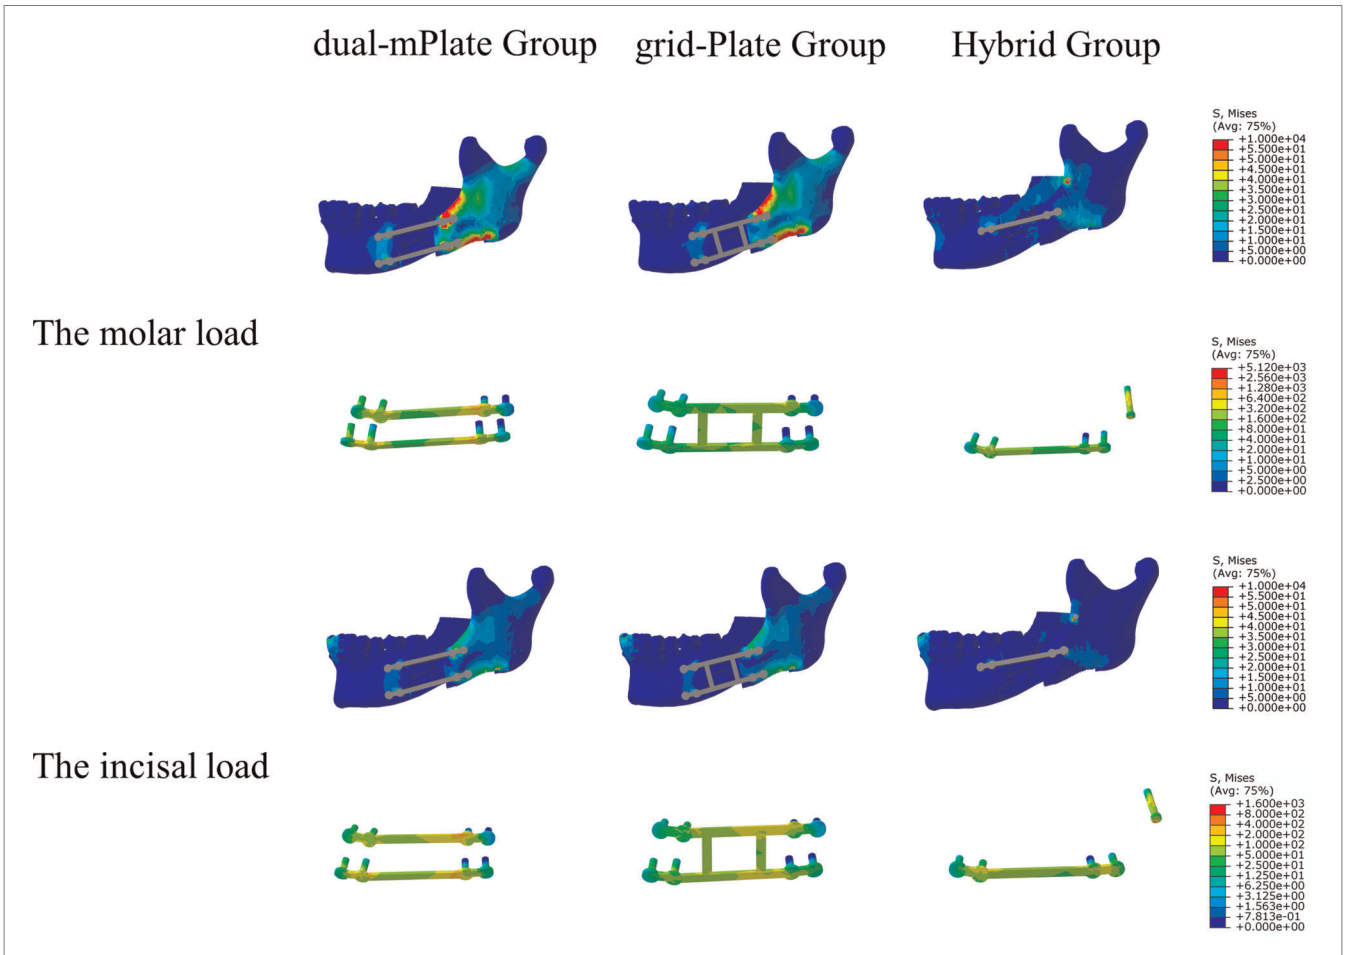 dual-mPlate Group
grid-Plate Group
Hybrid Group
S, Mises
(Avg: 75%)
+1.000e+04
+5.500e+01
+5.000e+01
+4.500e+01
+4.000e+01
+3.500e+01
+3.000e+01
+2.500e+01
+2.000e+01
+1.500e+01
+1.000e+01
+5.000e+00
+0.000e+00
The molar load
S, Mises
(Avg: 75%)
+5.120e+03
+2.560e+03
+1.280e+03
+6.400e+02
+3.200e+02
+1.600e+02
+8.000e+01
+4.000e+01
+2.000e+01
+1.000e+01
+5.000e+00
+2.500e+00
+0.000e+00
S, Mises
(Avg: 75%)
+1.000e+04
+5.500e+01
+5.000e+01
+4.500e+01
+4.000e+01
+3.500e+01
+3.000e+01
+2.500e+01
+2.000e+01
+1.500e+01
+1.000e+01
+5.000e+00
+0.000e+00
The incisal load
S, Mises
(Avg: 75%)
+1.600e+03
+8.000e+02
+4.000e+02
+2.000e+02
+1.000e+02
+5.000e+01
+2.500e+01
+1.250e+01
+6.250e+00
+3.125e+00
+1.563e+00
+7.813e-01
+0.000e+00